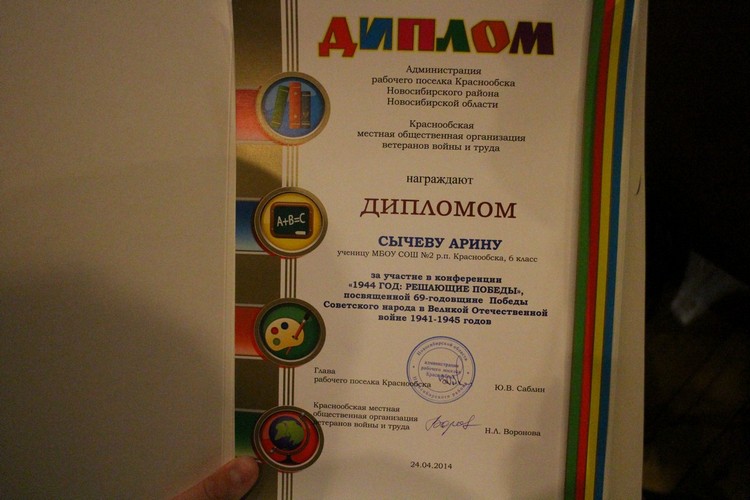 ДИПЛОМ
Администрация
рабочего поселка Краснообска
Новосибирского района
Новосибирской области
Краснообская
местная общественная организация
ветеранов войны и труда
награждают
ДИПЛОМОМ
A+B=C
СЫЧЕВУ АРИНУ
ученицу МБОУ СОШ №2 р.п. Краснообска, 6 класс
за участие в конференции
«1944 ГОД: РЕШАЮЩИЕ ПОБЕДЫ»,
посвященной 69-годовщине Победы
Советского народа в Великой Отечественной
войне 1941-1945 годов
Глава
рабочего поселка Краснообска
Ю.В. Саблин
Краснообская местная
общественная организация
ветеранов войны и труда
Н.Л. Воронова
24.04.2014